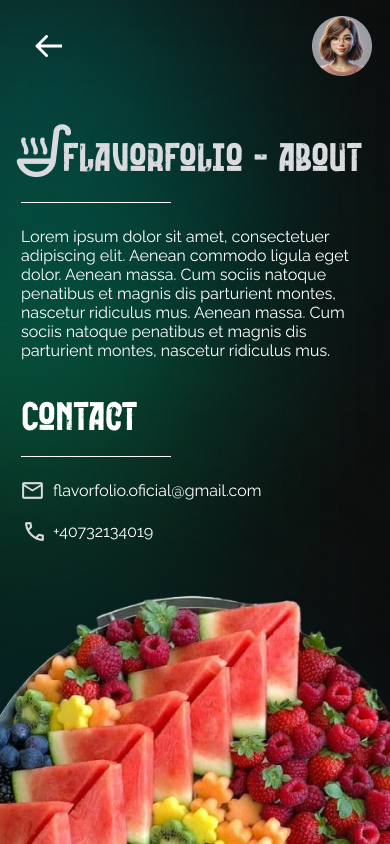 FLAVORFOLIO - ABOUT
Lorem ipsum dolor sit amet, consectetuer
adipiscing elit. Aenean commodo ligula eget
dolor. Aenean massa. Cum sociis natoque
penatibus et magnis dis parturient montes,
nascetur ridiculus mus. Aenean massa. Cum
sociis natoque penatibus et magnis dis
parturient montes, nascetur ridiculus mus.
CONTACT
flavorfolio.oficial@gmail.com
+40732134019